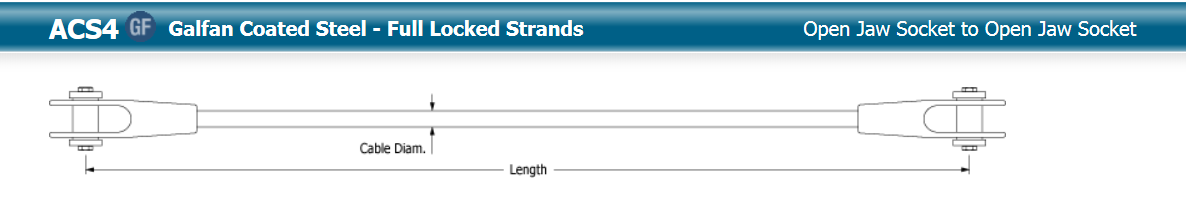 ACS4 GF Galfan Coated Steel - Full Locked Strands Open Jaw Socket to Open Jaw Socket
Cable Diam.
Length